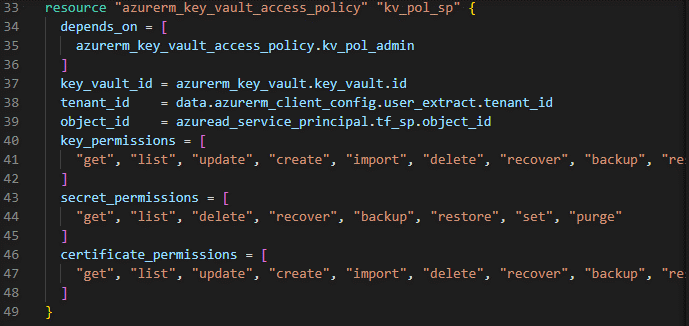 33 resource "azurerm_key_vault_access_policy" "kv_pol_sp" {
34   depends_on = [
35     azurerm_key_vault_access_policy.kv_pol_admin
36   ]
37   key_vault_id = azurerm_key_vault.key_vault.id
38   tenant_id    = data.azurerm_client_config.user_extract.tenant_id
39   object_id    = azuread_service_principal.tf_sp.object_id
40   key_permissions = [
41     "get", "list", "update", "create", "import", "delete", "recover", "backup", "res
42   ]
43   secret_permissions = [
44     "get", "list", "delete", "recover", "backup", "restore", "set", "purge"
45   ]
46   certificate_permissions = [
47     "get", "list", "update", "create", "import", "delete", "recover", "backup", "res
48   ]
49 }